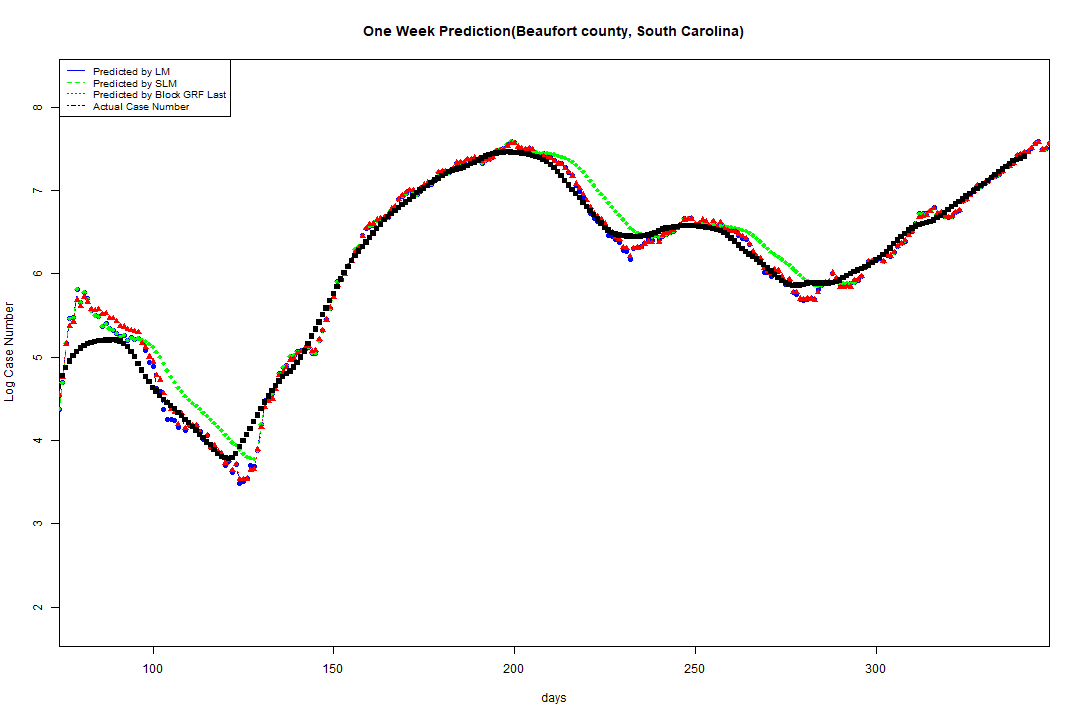 One Week Prediction(Beaufort county, South Carolina)
Predicted by LM
Predicted by SLM
Predicted by Block GRF Last
Actual Case Number
8
7
6
5
4
3
2
Log Case Number
100 150 200 250 300
days